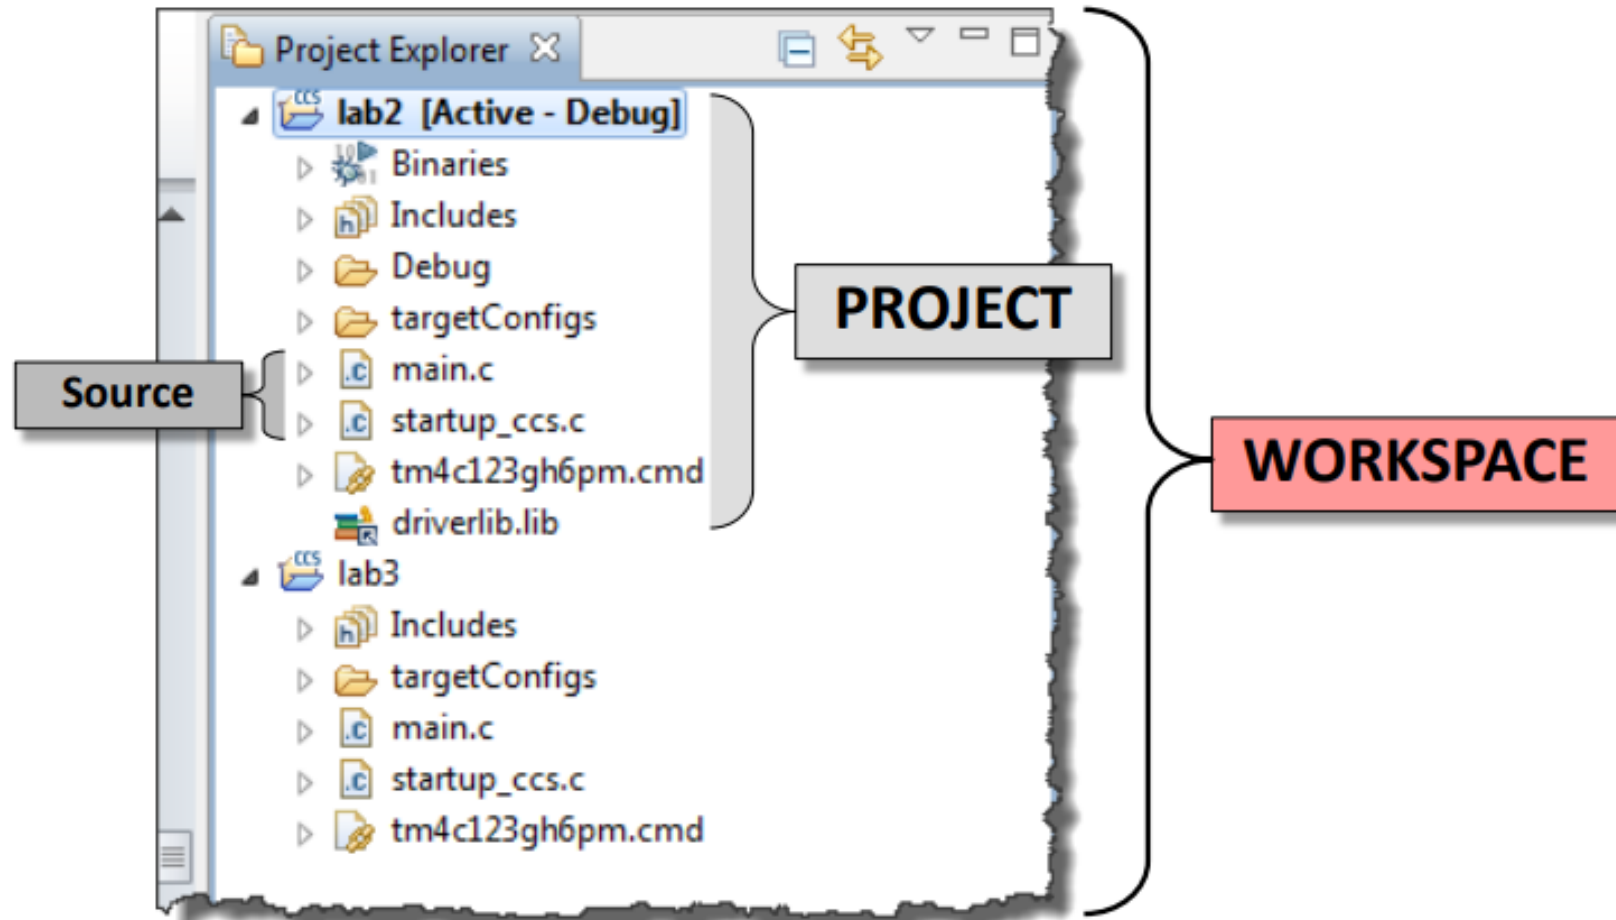 Project Explorer
lab2 [Active - Debug]
Binaries
Includes
Debug
targetConfigs
main.c
startup_ccs.c
tm4c123gh6pm.cmd
driverlib.lib
lab3
Includes
targetConfigs
main.c
startup_ccs.c
tm4c123gh6pm.cmd
Source
PROJECT
WORKSPACE